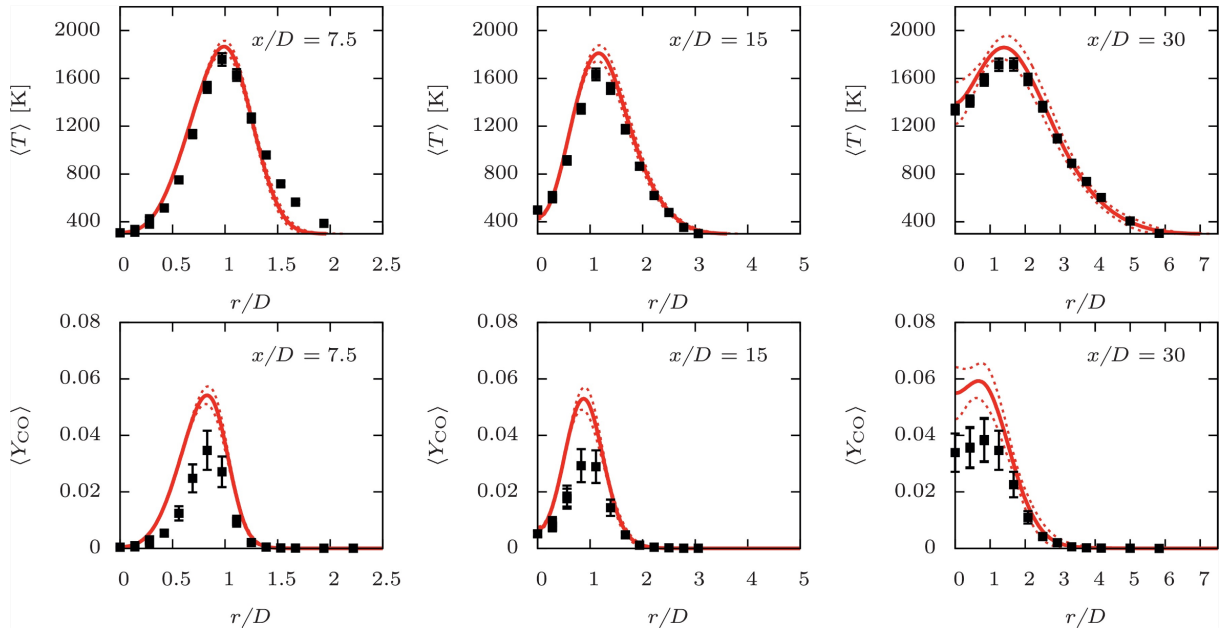 2000
1600
1200
800
400
⟨T⟩ [K]
x/D = 7.5
0 0.5 1 1.5 2 2.5
r/D
2000
1600
1200
800
400
⟨T⟩ [K]
x/D = 15
0 1 2 3 4 5
r/D
2000
1600
1200
800
400
⟨T⟩ [K]
x/D = 30
0 1 2 3 4 5 6 7
r/D
0.08
0.06
0.04
0.02
0
⟨Y_CO⟩
x/D = 7.5
0 0.5 1 1.5 2 2.5
r/D
0.08
0.06
0.04
0.02
0
⟨Y_CO⟩
x/D = 15
0 1 2 3 4 5
r/D
0.08
0.06
0.04
0.02
0
⟨Y_CO⟩
x/D = 30
0 1 2 3 4 5 6 7
r/D